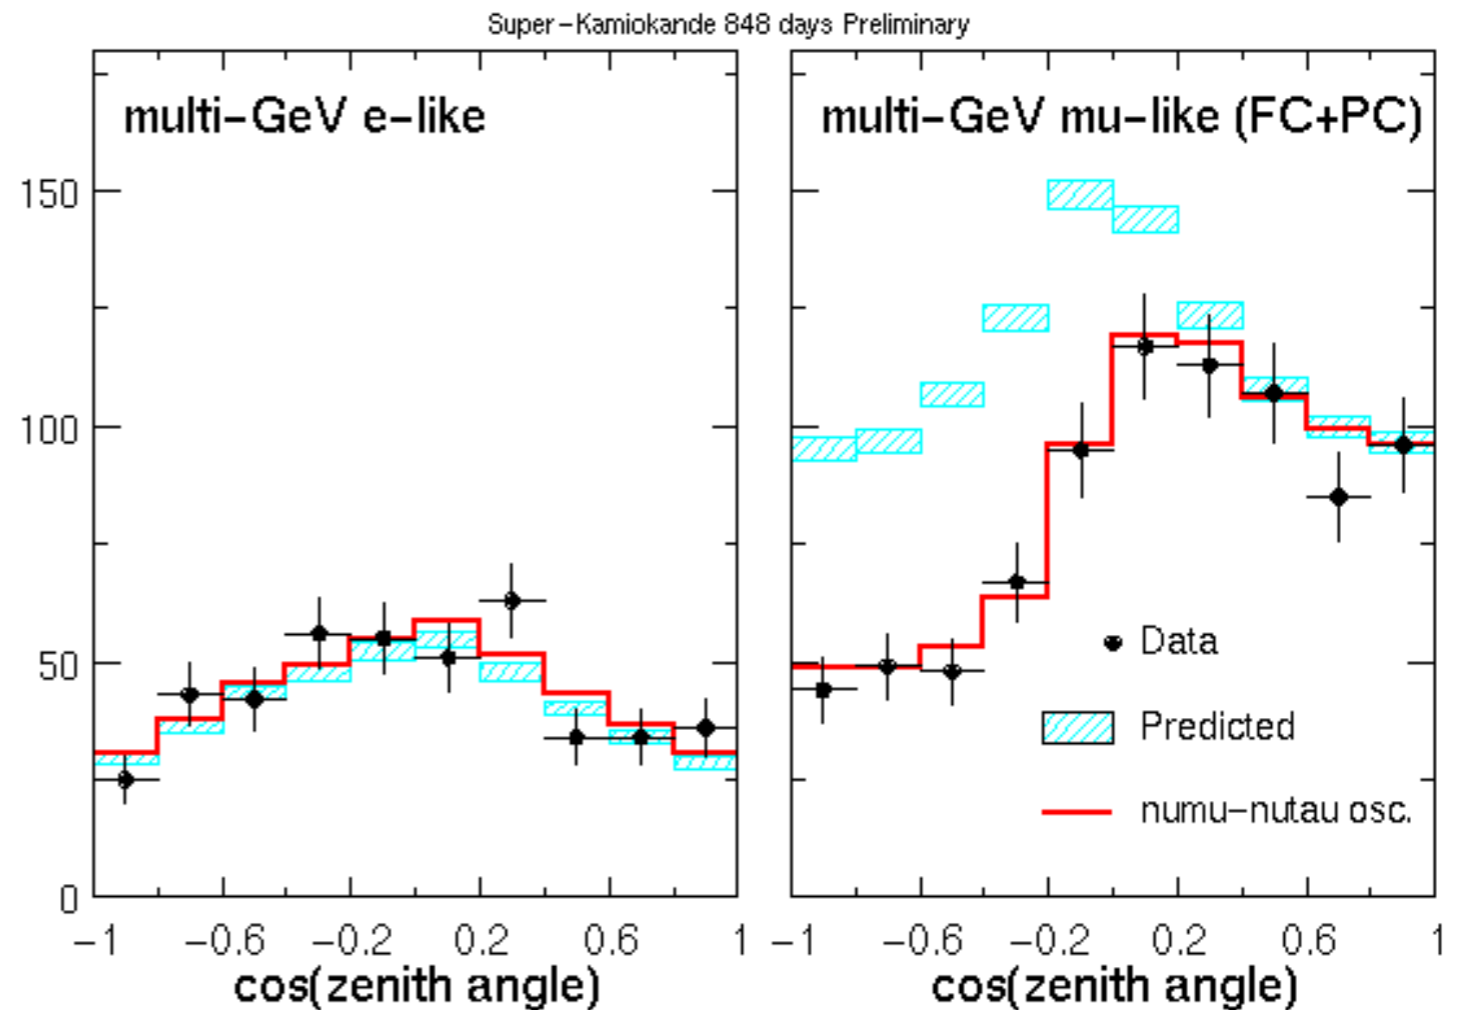 Super-Kamiokande 848 days Preliminary
multi-GeV e-like
multi-GeV mu-like (FC+PC)
150
100
50
0
Data
Predicted
numu-nutau osc.
-1 -0.6 -0.2 0.2 0.6 1
-1 -0.6 -0.2 0.2 0.6 1
cos(zenith angle)
cos(zenith angle)